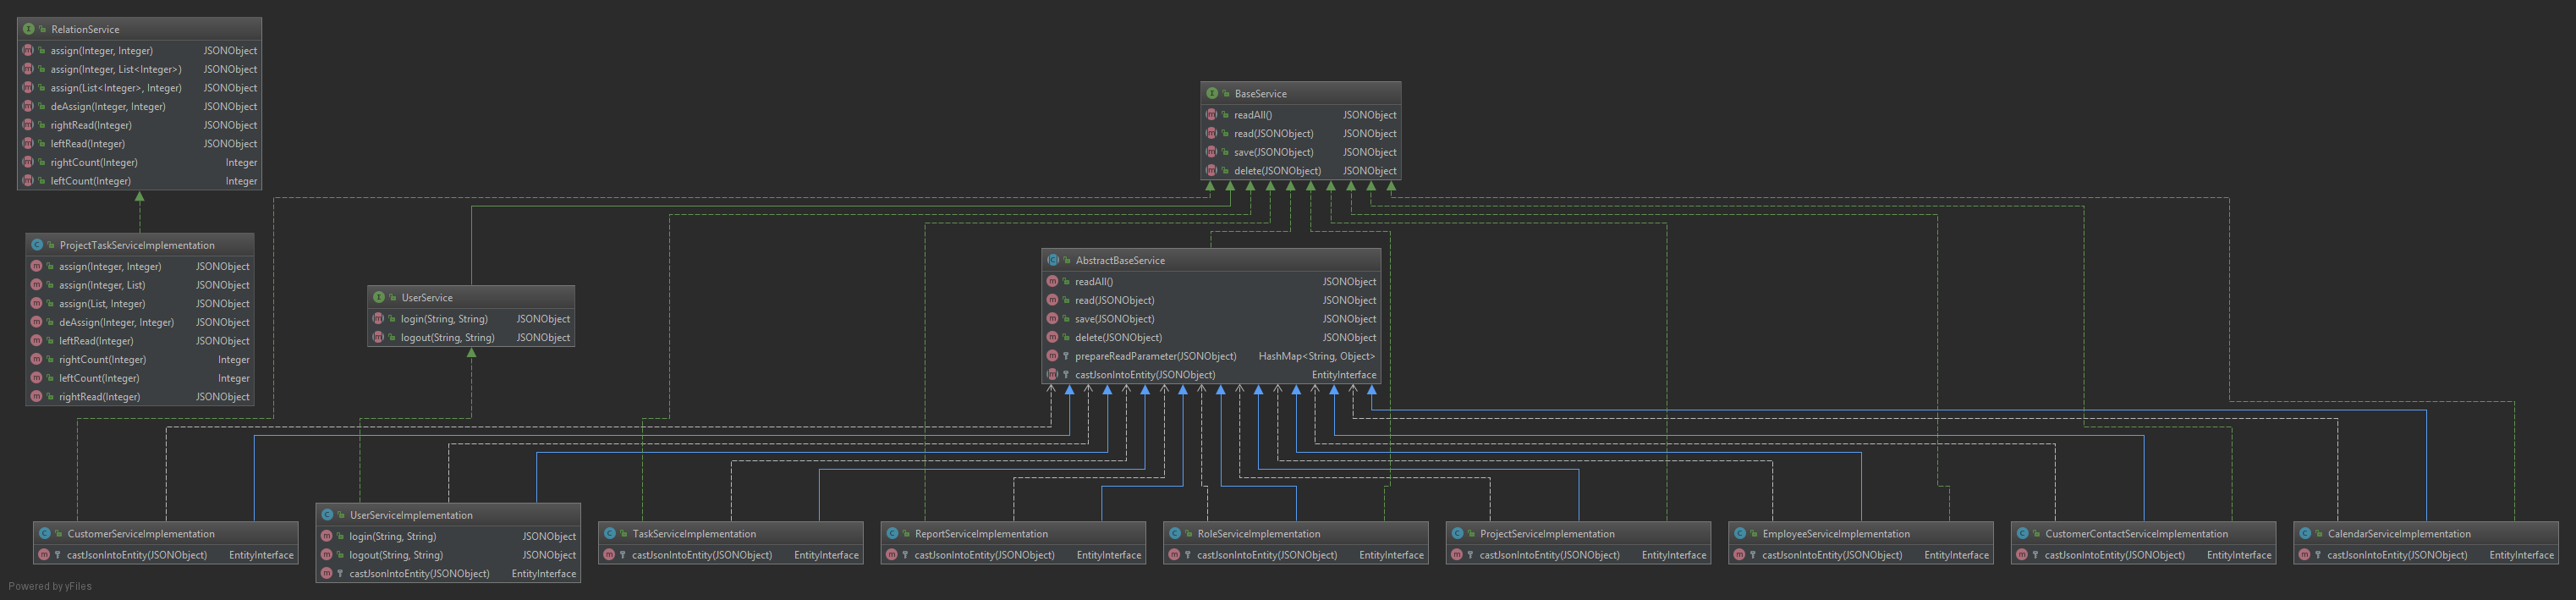 RelationService
assign(Integer, Integer) JSONObject
assign(Integer, List<Integer>) JSONObject
assign(List<Integer>, Integer) JSONObject
deAssign(Integer, Integer) JSONObject
rightRead(Integer) JSONObject
leftRead(Integer) JSONObject
rightCount(Integer) Integer
leftCount(Integer) Integer
BaseService
readAll() JSONObject
read(JSONObject) JSONObject
save(JSONObject) JSONObject
delete(JSONObject) JSONObject
ProjectTaskServiceImplementation
assign(Integer, Integer) JSONObject
assign(Integer, List) JSONObject
assign(List, Integer) JSONObject
deAssign(Integer, Integer) JSONObject
leftRead(Integer) JSONObject
rightCount(Integer) Integer
leftCount(Integer) Integer
rightRead(Integer) JSONObject
UserService
login(String, String) JSONObject
logout(String, String) JSONObject
AbstractBaseService
readAll() JSONObject
read(JSONObject) JSONObject
save(JSONObject) JSONObject
delete(JSONObject) JSONObject
prepareReadParameter(JSONObject) HashMap<String, Object>
castJsonIntoEntity(JSONObject) EntityInterface
CustomerServiceImplementation
castJsonIntoEntity(JSONObject) EntityInterface
UserServiceImplementation
login(String, String) JSONObject
logout(String, String) JSONObject
castJsonIntoEntity(JSONObject) EntityInterface
TaskServiceImplementation
castJsonIntoEntity(JSONObject) EntityInterface
ReportServiceImplementation
castJsonIntoEntity(JSONObject) EntityInterface
RoleServiceImplementation
castJsonIntoEntity(JSONObject) EntityInterface
ProjectServiceImplementation
castJsonIntoEntity(JSONObject) EntityInterface
EmployeeServiceImplementation
castJsonIntoEntity(JSONObject) EntityInterface
CustomerContactServiceImplementation
castJsonIntoEntity(JSONObject) EntityInterface
CalendarServiceImplementation
castJsonIntoEntity(JSONObject) EntityInterface
Powered by yFiles